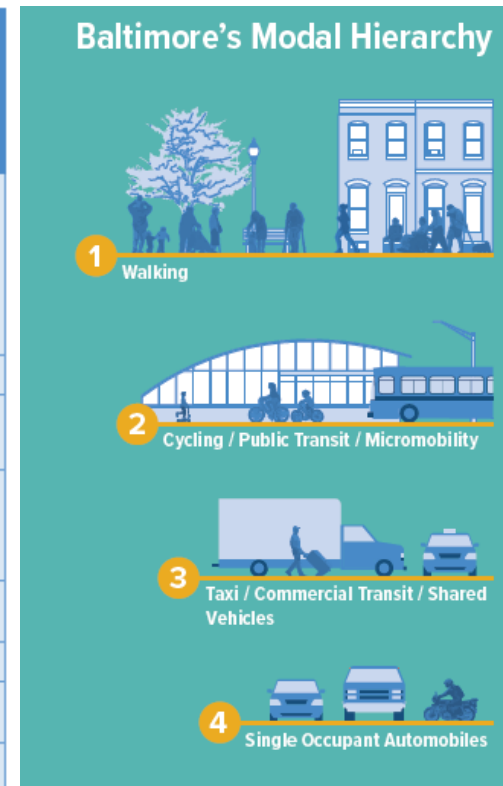 Baltimore's Modal Hierarchy
1
Walking
2
Cycling / Public Transit / Micromobility
3
Taxi / Commercial Transit / Shared
Vehicles
4
Single Occupant Automobiles